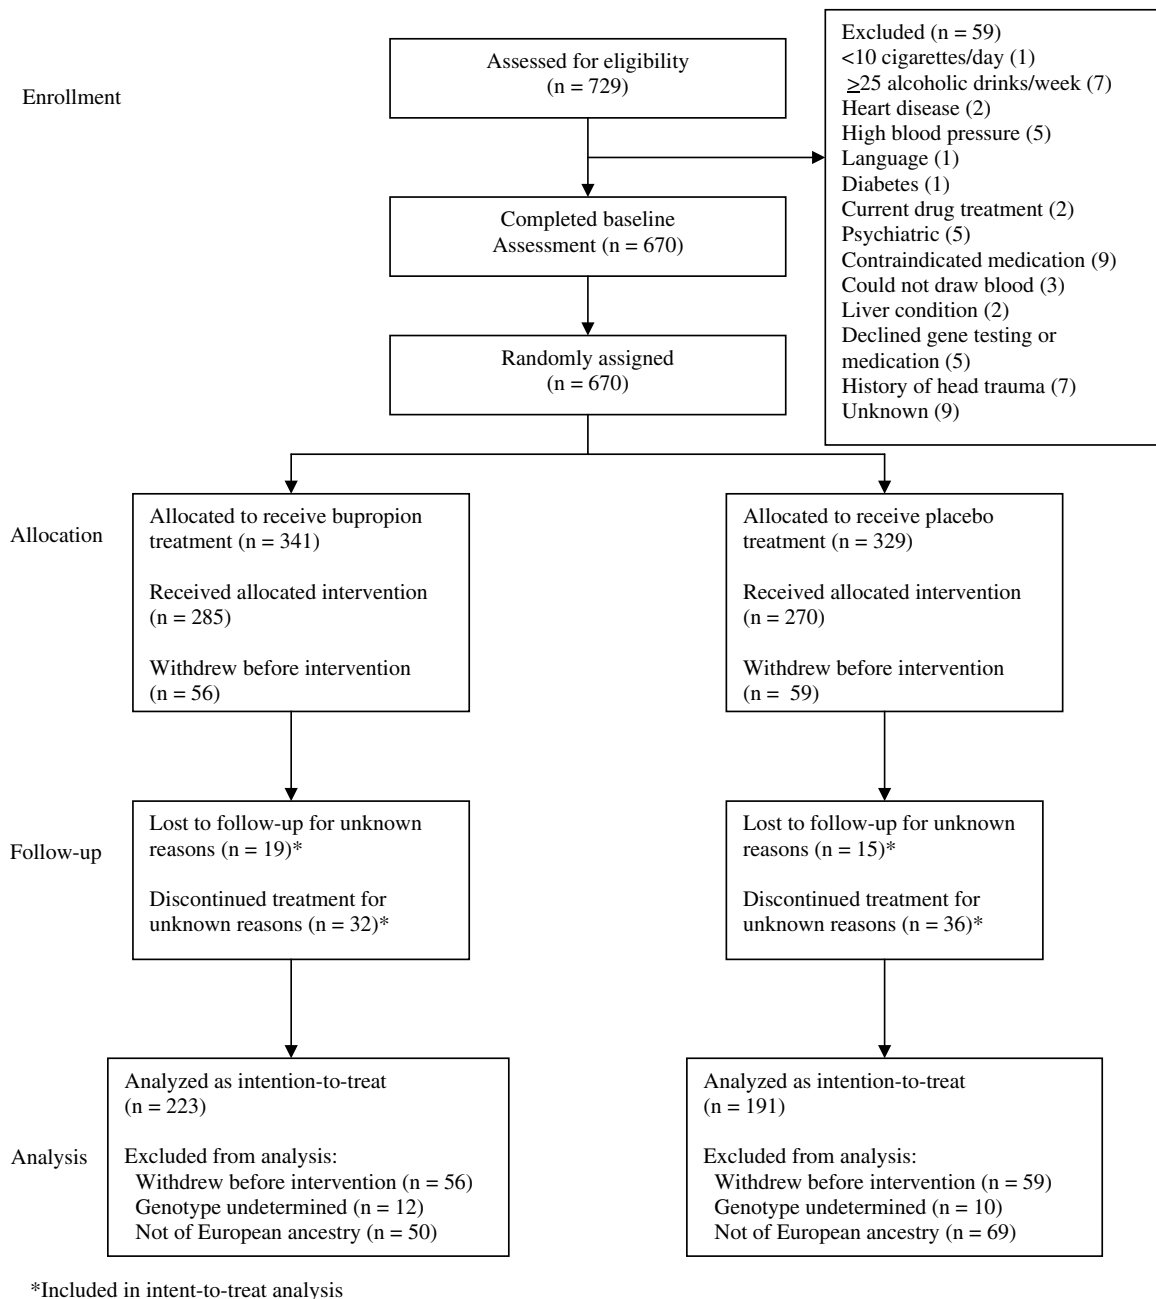 Enrollment
Assessed for eligibility
(n = 729)
Excluded (n = 59)
<10 cigarettes/day (1)
≥25 alcoholic drinks/week (7)
Heart disease (2)
High blood pressure (5)
Language (1)
Diabetes (1)
Current drug treatment (2)
Psychiatric (5)
Contraindicated medication (9)
Could not draw blood (3)
Liver condition (2)
Declined gene testing or
medication (5)
History of head trauma (7)
Unknown (9)
Completed baseline
Assessment (n = 670)
Randomly assigned
(n = 670)
Allocation
Allocated to receive bupropion
treatment (n = 341)
Received allocated intervention
(n = 285)
Withdrew before intervention
(n = 56)
Allocated to receive placebo
treatment (n = 329)
Received allocated intervention
(n = 270)
Withdrew before intervention
(n =  59)
Follow-up
Lost to follow-up for unknown
reasons (n = 19)*
Discontinued treatment for
unknown reasons (n = 32)*
Lost to follow-up for unknown
reasons (n = 15)*
Discontinued treatment for
unknown reasons (n = 36)*
Analysis
Analyzed as intention-to-treat
(n = 223)
Excluded from analysis:
Withdrew before intervention (n = 56)
Genotype undetermined (n = 12)
Not of European ancestry (n = 50)
Analyzed as intention-to-treat
(n = 191)
Excluded from analysis:
Withdrew before intervention (n = 59)
Genotype undetermined (n = 10)
Not of European ancestry (n = 69)
*Included in intent-to-treat analysis